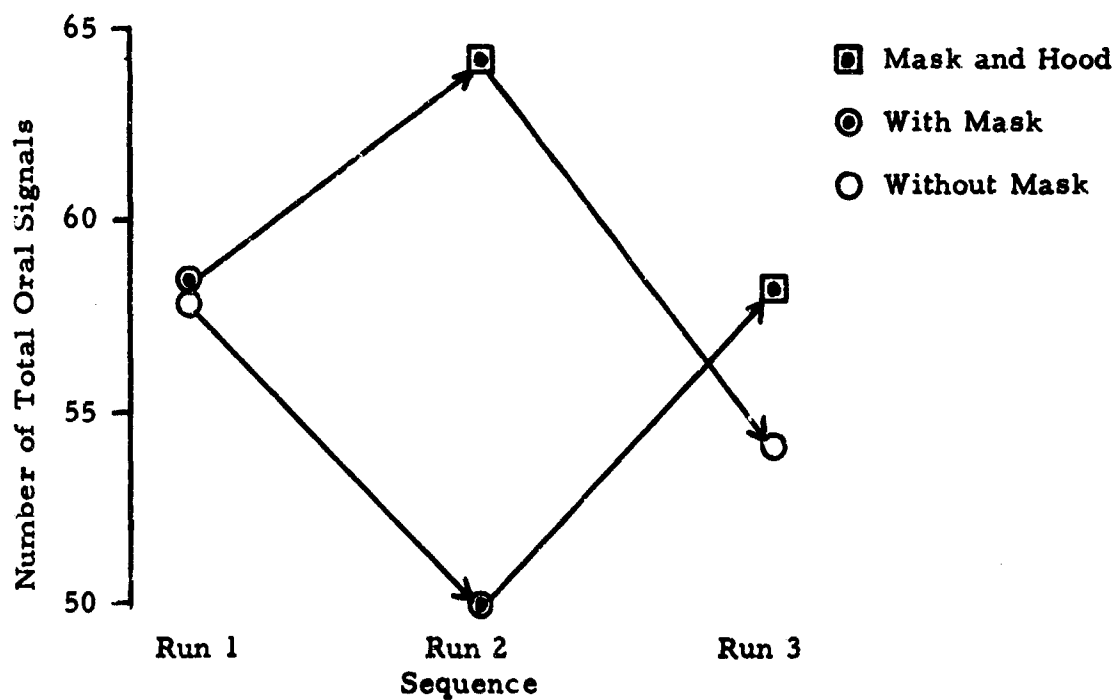 65
60
55
50
Number of Total Oral Signals
Mask and Hood
With Mask
Without Mask
Run 1
Run 2
Run 3
Sequence